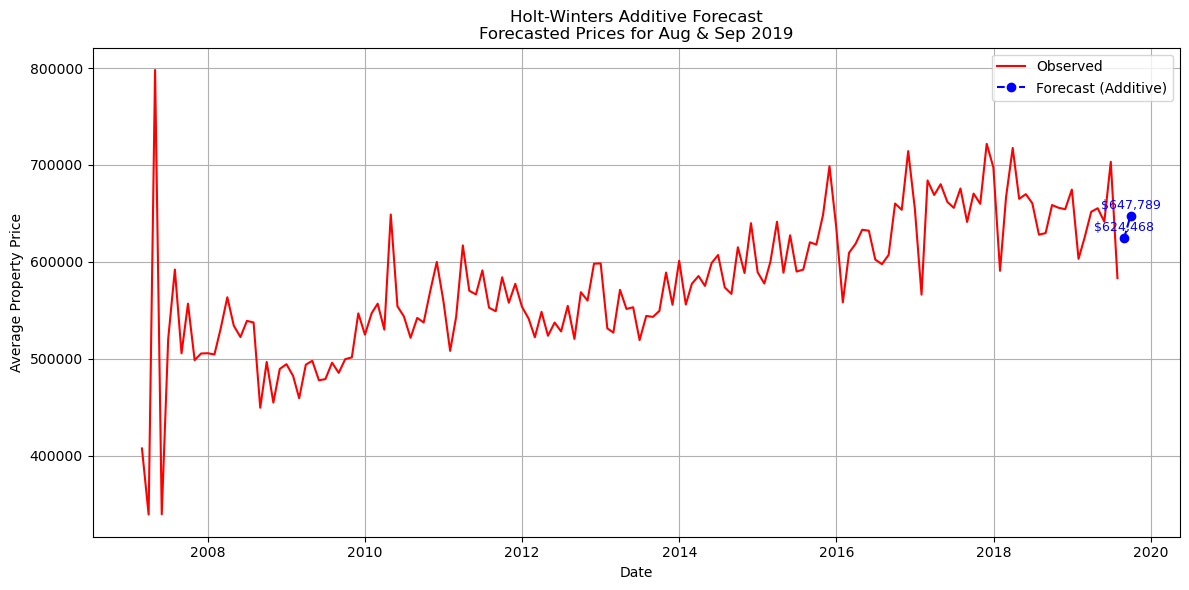 Holt-Winters Additive Forecast
Forecasted Prices for Aug & Sep 2019
Observed
Forecast (Additive)
Average Property Price
800000
700000
600000
500000
400000
$647,789
$624,468
2008
2010
2012
2014
2016
2018
2020
Date